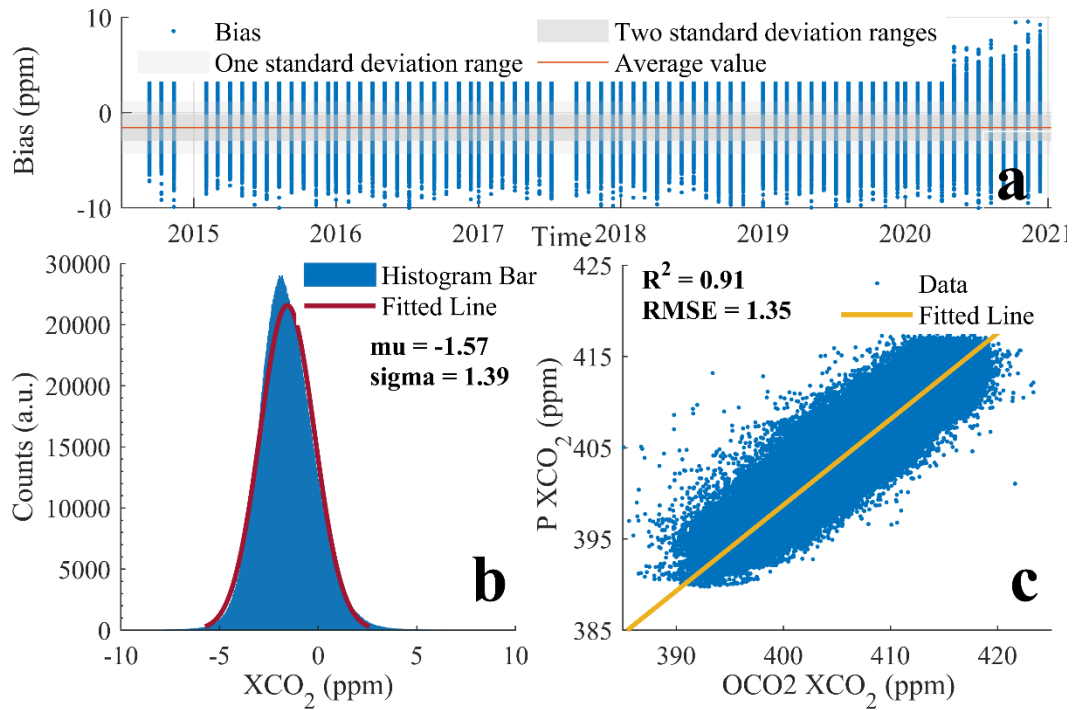 10
0
-10
Bias (ppm)
Bias
Two standard deviation ranges
One standard deviation range
Average value
a
2015 2016 2017 2018 2019 2020 2021
Time
30000
20000
20000
15000
10000
5000
0
Counts (a.u.)
Histogram Bar
Fitted Line
mu = -1.57
sigma = 1.39
b
-10 -5 0 5 10
XCO₂ (ppm)
425
415
405
395
385
P XCO₂ (ppm)
R² = 0.91
RMSE = 1.35
Data
Fitted Line
c
390 400 410 420
OCO2 XCO₂ (ppm)